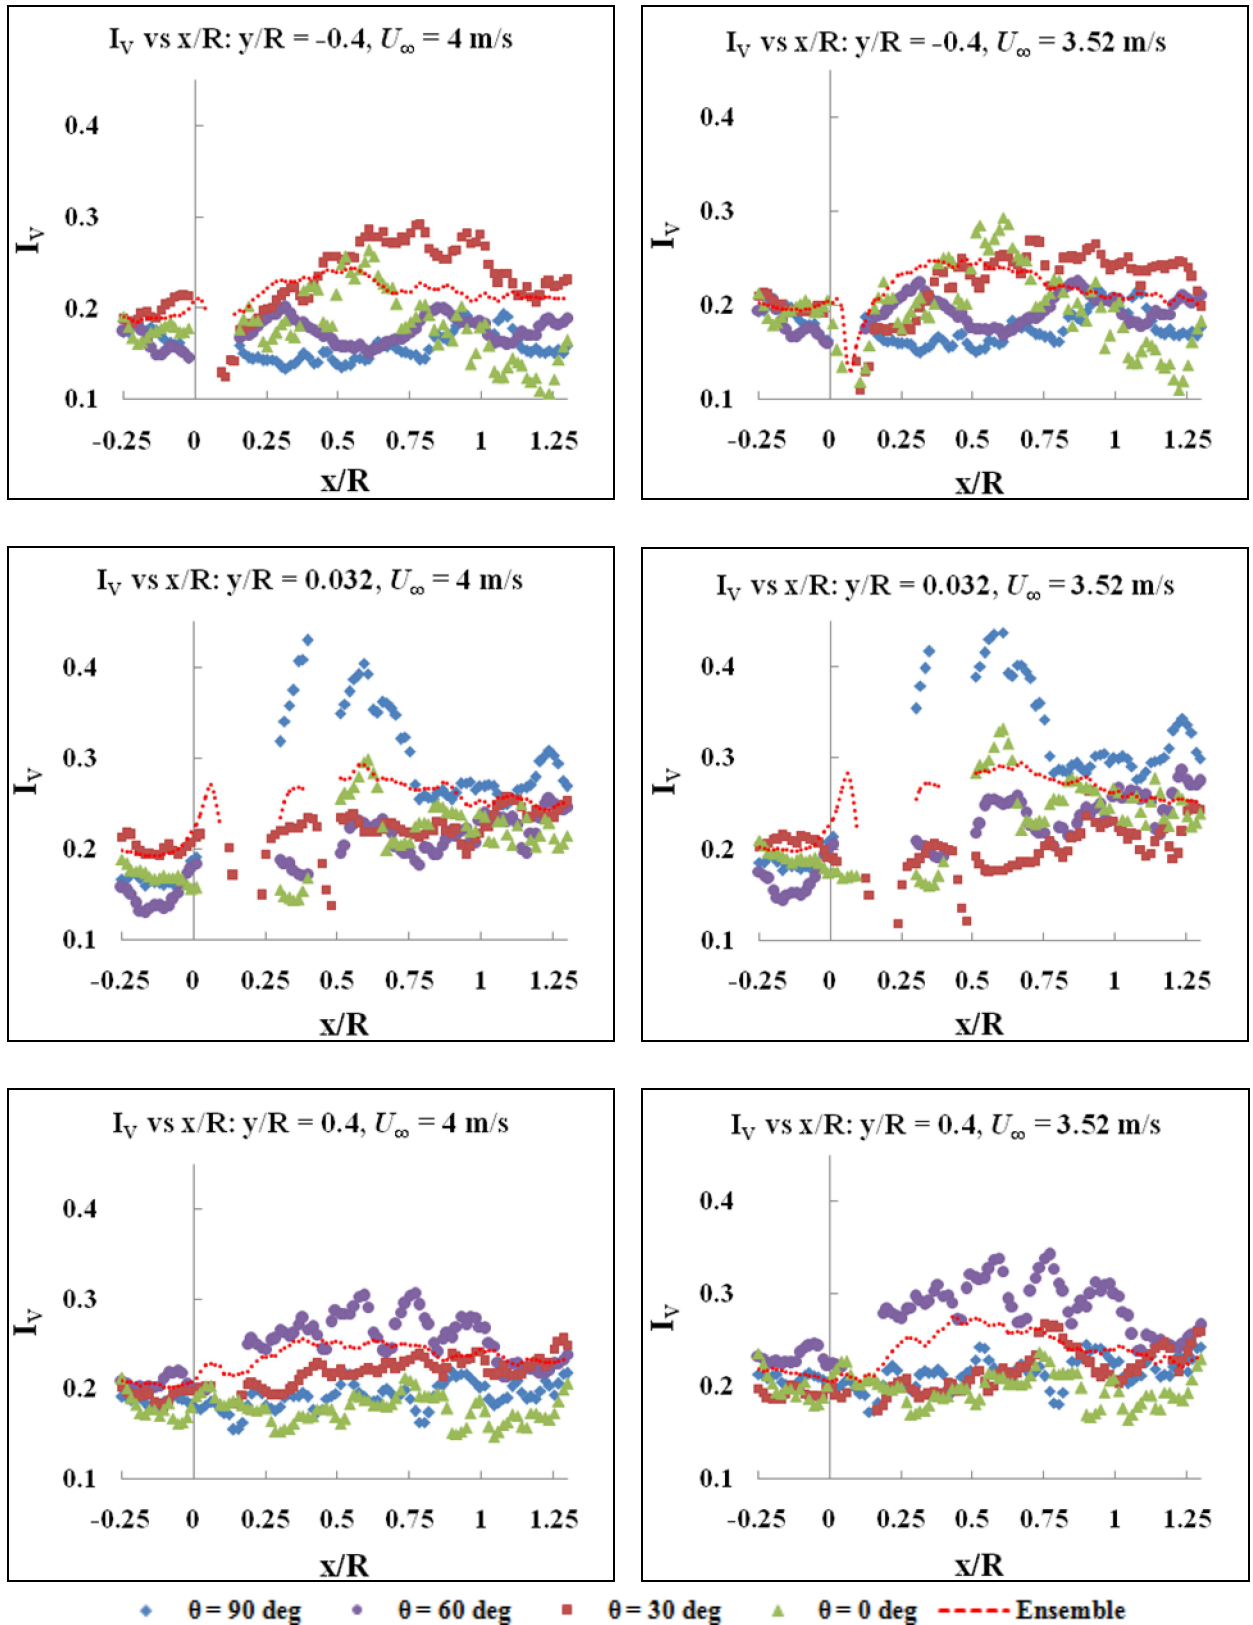 I_V vs x/R: y/R = -0.4, U_∞ = 4 m/s
0.4
0.3
I_V
0.2
0.1
-0.25 0 0.25 0.5 0.75 1 1.25
x/R
I_V vs x/R: y/R = -0.4, U_∞ = 3.52 m/s
0.4
0.3
I_V
0.2
0.1
-0.25 0 0.25 0.5 0.75 1 1.25
x/R
I_V vs x/R: y/R = 0.032, U_∞ = 4 m/s
0.4
0.3
I_V
0.2
0.1
-0.25 0 0.25 0.5 0.75 1 1.25
x/R
I_V vs x/R: y/R = 0.032, U_∞ = 3.52 m/s
0.4
0.3
I_V
0.2
0.1
-0.25 0 0.25 0.5 0.75 1 1.25
x/R
I_V vs x/R: y/R = 0.4, U_∞ = 4 m/s
0.4
0.3
I_V
0.2
0.1
-0.25 0 0.25 0.5 0.75 1 1.25
x/R
I_V vs x/R: y/R = 0.4, U_∞ = 3.52 m/s
0.4
0.3
I_V
0.2
0.1
-0.25 0 0.25 0.5 0.75 1 1.25
x/R
θ = 90 deg θ = 60 deg θ = 30 deg θ = 0 deg Ensemble